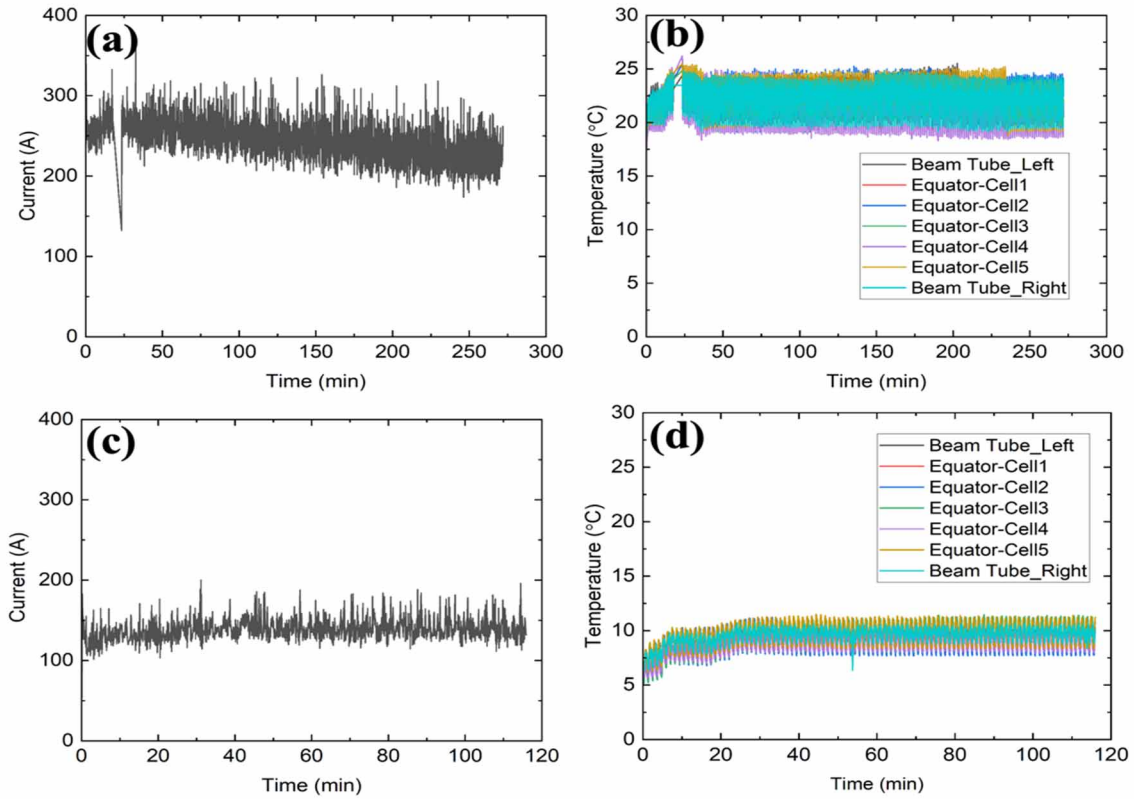 (a)
400
300
200
100
0
Current (A)
0 50 100 150 200 250 300
Time (min)
(b)
30
25
20
15
10
5
0
Temperature (°C)
Beam Tube_Left
Equator-Cell1
Equator-Cell2
Equator-Cell3
Equator-Cell4
Equator-Cell5
Beam Tube_Right
0 50 100 150 200 250 300
Time (min)
(c)
400
300
200
100
0
Current (A)
0 20 40 60 80 100 120
Time (min)
(d)
30
25
20
15
10
5
0
Temperature (°C)
Beam Tube_Left
Equator-Cell1
Equator-Cell2
Equator-Cell3
Equator-Cell4
Equator-Cell5
Beam Tube_Right
0 20 40 60 80 100 120
Time (min)